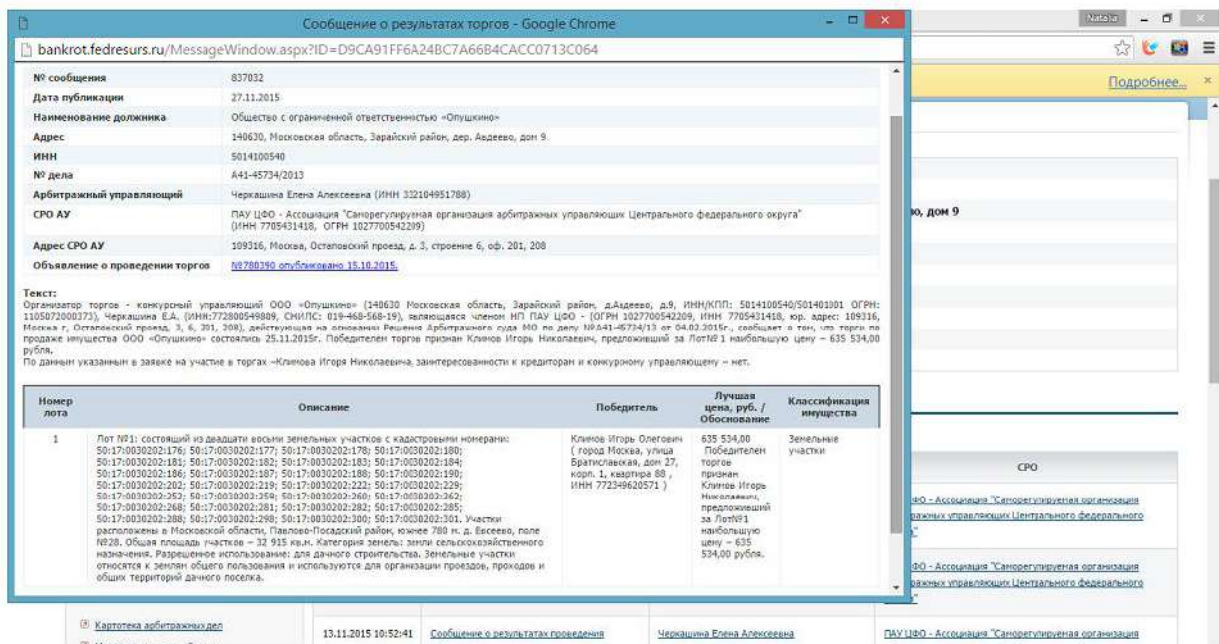 Сообщение о результатах торгов - Google Chrome
Natalia
bankrot.fedresurs.ru/MessageWindow.aspx?ID=D9CA91FF6A24BC7A66B4CACC0713C064
Подробнее...
№ сообщения 837032
Дата публикации 27.11.2015
Наименование должника Общество с ограниченной ответственностью «Опушкино»
Адрес 140630, Московская область, Зарайский район, дер. Авдеево, дом 9
ИНН 5014100540
№ дела А41-45734/2013
Арбитражный управляющий Черкашина Елена Алексеевна (ИНН 332104951788)
СРО АУ ПАУ ЦФО - Ассоциация "Саморегулируемая организация арбитражных управляющих Центрального федерального округа"
(ИНН 7705431418, ОГРН 1027700542209)
во, дом 9
Адрес СРО АУ 109316, Москва, Остаповский проезд, д. 3, строение 6, оф. 201, 208
Объявление о проведении торгов №780390 опубликовано 15.10.2015.
Текст:
Организатор торгов - конкурсный управляющий ООО «Опушкино» (140630 Московская область, Зарайский район, д.Авдеево, д.9, ИНН/КПП: 5014100540/501401001 ОГРН:
1105072000373), Черкашина Е.А. (ИНН:772800549809, СНИЛС: 019-468-568-19), являющаяся членом НП ПАУ ЦФО - (ОГРН 1027700542209, ИНН 7705431418, юр. адрес: 109316,
Москва г, Остаповский проезд, 3, 6, 201, 208), действующая на основании Решения Арбитражного суда МО по делу №А41-45734/13 от 04.02.2015г., сообщает о том, что торги по
продаже имущества ООО «Опушкино» состоялись 25.11.2015г. Победителем торгов признан Климов Игорь Николаевич, предложивший за Лот№ 1 наибольшую цену – 635 534,00
рубля.
По данным указанным в заявке на участие в торгах –Климова Игоря Николаевича, заинтересованности к кредиторам и конкурсному управляющему – нет.
Номер лота Описание Победитель Лучшая цена, руб. / Обоснование Классификация имущества
1
Лот №1: состоящий из двадцати восьми земельных участков с кадастровыми номерами:
50:17:0030202:176; 50:17:0030202:177; 50:17:0030202:178; 50:17:0030202:180;
50:17:0030202:181; 50:17:0030202:182; 50:17:0030202:183; 50:17:0030202:184;
50:17:0030202:186; 50:17:0030202:187; 50:17:0030202:188; 50:17:0030202:190;
50:17:0030202:202; 50:17:0030202:219; 50:17:0030202:222; 50:17:0030202:229;
50:17:0030202:252; 50:17:0030202:259; 50:17:0030202:260; 50:17:0030202:262;
50:17:0030202:268; 50:17:0030202:281; 50:17:0030202:282; 50:17:0030202:285;
50:17:0030202:288; 50:17:0030202:298; 50:17:0030202:300; 50:17:0030202:301. Участки
расположены в Московской области, Павлово-Посадский район, южнее 780 м. д. Евсеево, поле
№28. Общая площадь участков – 32 915 кв.м. Категория земель: земли сельскохозяйственного
назначения. Разрешенное использование: для дачного строительства. Земельные участки
относятся к землям общего пользования и используются для организации проездов, проходов и
общих территорий дачного поселка.
Климов Игорь Олегович
( город Москва, улица
Братиславская, дом 27,
корп. 1, квартира 88 ,
ИНН 772349620571 )
635 534,00
Победителем
торгов
признан
Климов Игорь
Николаевич,
предложивший
за Лот№1
наибольшую
цену – 635
534,00 рубля.
Земельные
участки
СРО
ФО - Ассоциация "Саморегулируемая организация
ражных управляющих Центрального федерального
ФО - Ассоциация "Саморегулируемая организация
ражных управляющих Центрального федерального
Картотека арбитражных дел
13.11.2015 10:52:41 Сообщение о результатах проведения Черкашина Елена Алексеевна ПАУ ЦФО - Ассоциация "Саморегулируемая организация